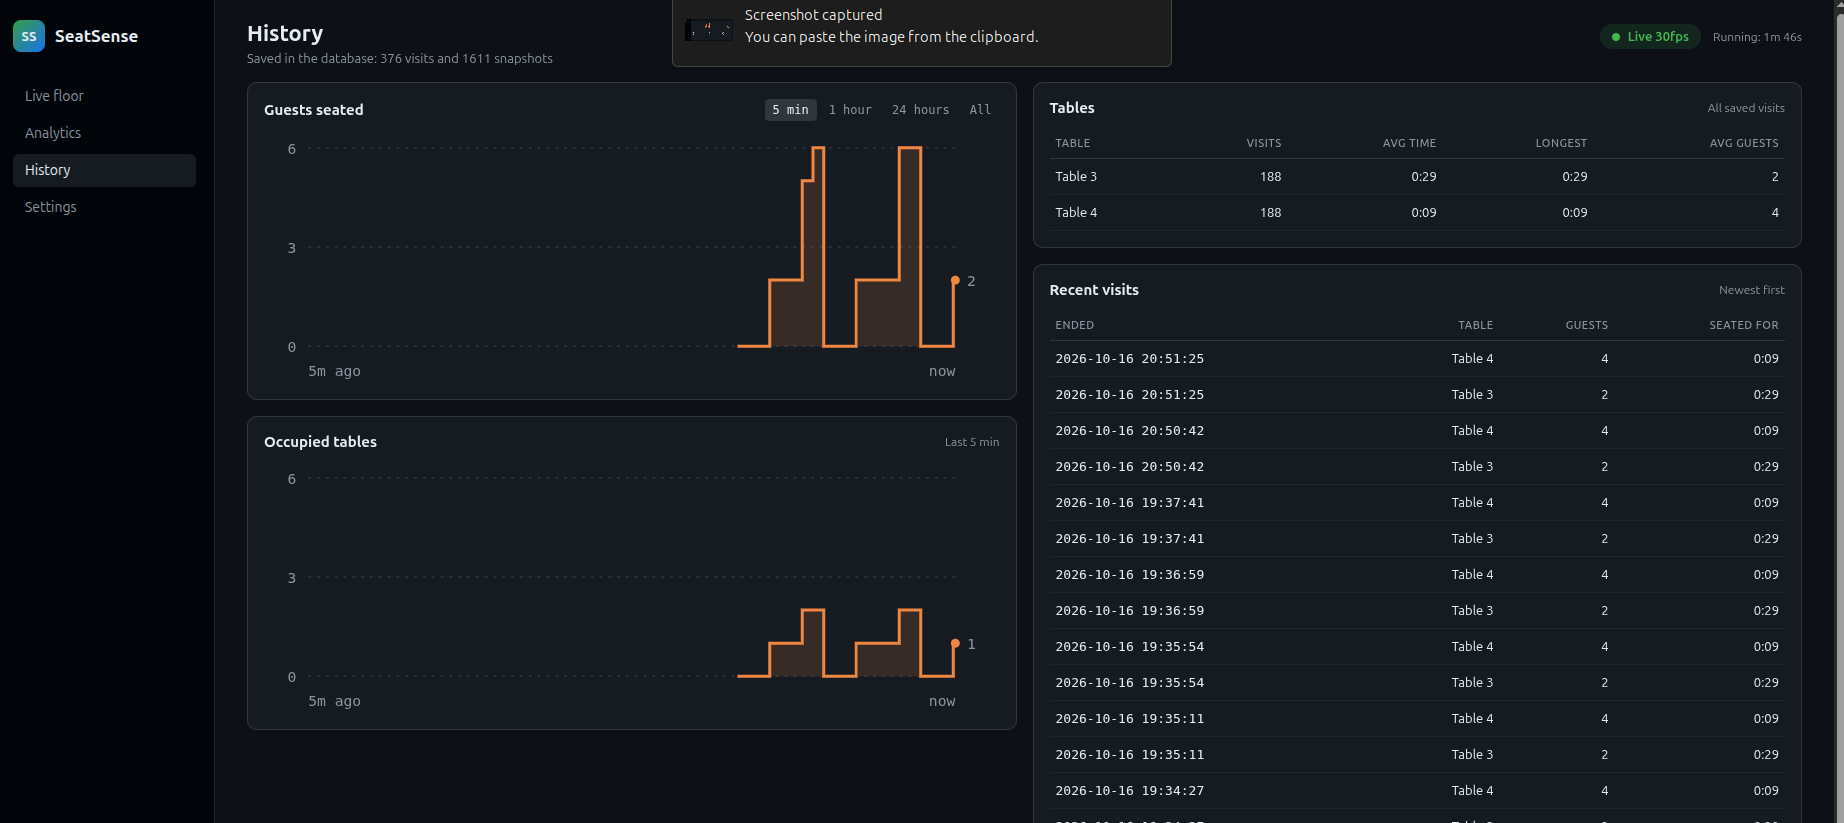 SS SeatSense
Live floor
Analytics
History
Settings
History
Saved in the database: 376 visits and 1611 snapshots
Screenshot captured
You can paste the image from the clipboard.
Live 30fps Running: 1m 46s
Guests seated 5 min 1 hour 24 hours All
6
3
2
0
5m ago now
Occupied tables Last 5 min
6
3
1
0
5m ago now
Tables All saved visits
TABLE VISITS AVG TIME LONGEST AVG GUESTS
Table 3 188 0:29 0:29 2
Table 4 188 0:09 0:09 4
Recent visits Newest first
ENDED TABLE GUESTS SEATED FOR
2026-10-16 20:51:25 Table 4 4 0:09
2026-10-16 20:51:25 Table 3 2 0:29
2026-10-16 20:50:42 Table 4 4 0:09
2026-10-16 20:50:42 Table 3 2 0:29
2026-10-16 19:37:41 Table 4 4 0:09
2026-10-16 19:37:41 Table 3 2 0:29
2026-10-16 19:36:59 Table 4 4 0:09
2026-10-16 19:36:59 Table 3 2 0:29
2026-10-16 19:35:54 Table 4 4 0:09
2026-10-16 19:35:54 Table 3 2 0:29
2026-10-16 19:35:11 Table 4 4 0:09
2026-10-16 19:35:11 Table 3 2 0:29
2026-10-16 19:34:27 Table 4 4 0:09